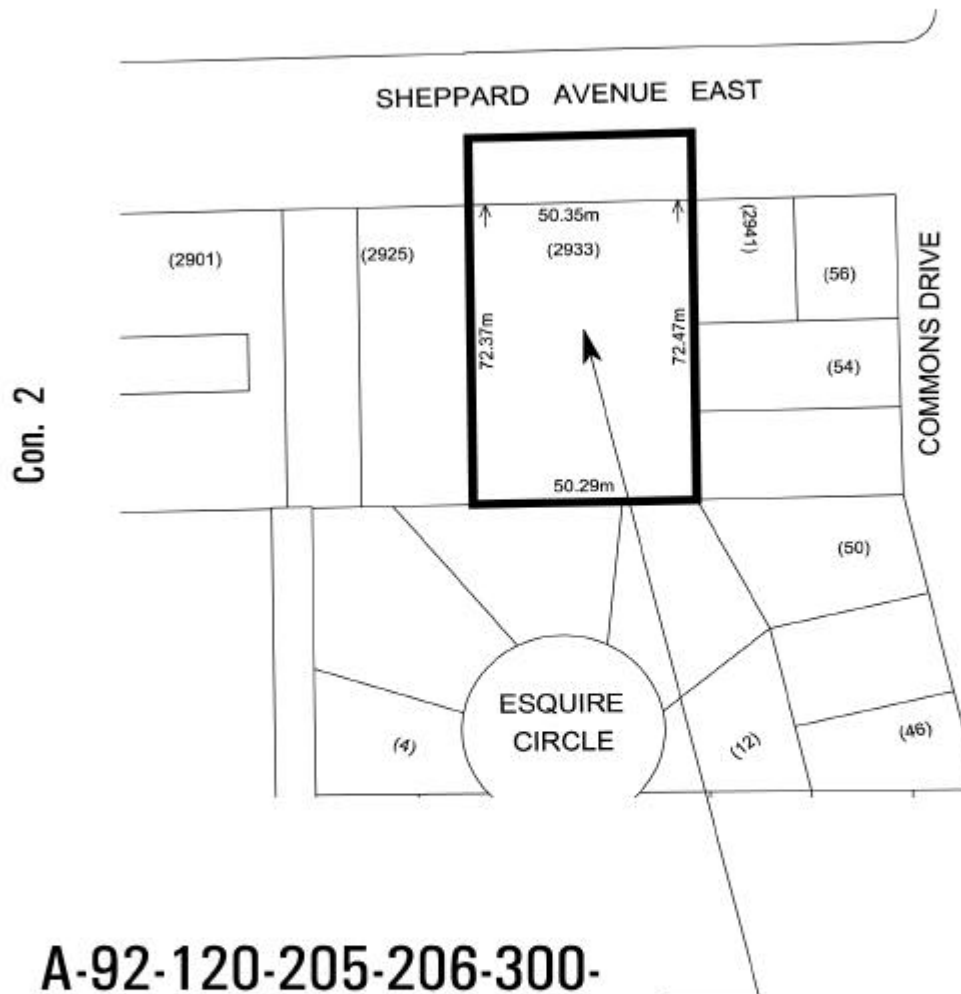 SHEPPARD AVENUE EAST
50.35m
(2941)
(2901)
(2925)
(2933)
(56)
72.37m
72.47m
(54)
COMMONS DRIVE
Con. 2
50.29m
(50)
ESQUIRE
CIRCLE
(4)
(12)
(46)
A-92-120-205-206-300-